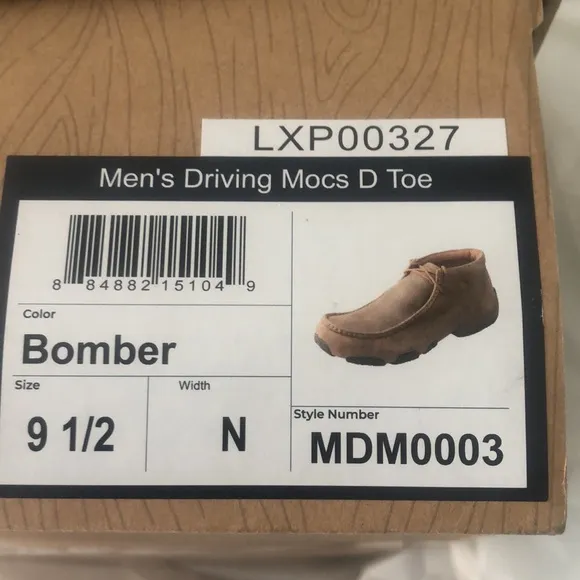 LXP00327
Men's Driving Mocs D Toe
8 84882 15104 9
Color
Bomber
Size
9 1/2
Width
N
Style Number
MDM0003